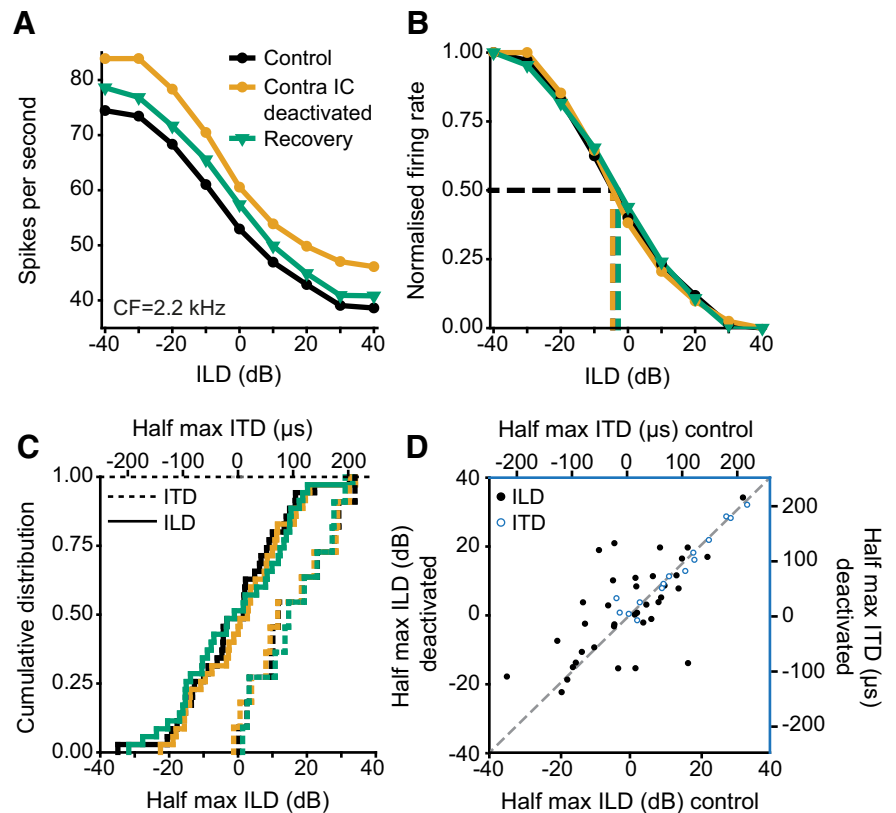 A
Spikes per second
80
70
60
50
40
Control
Contra IC
deactivated
Recovery
CF=2.2 kHz
-40
-20
0
20
40
ILD (dB)
B
Normalised firing rate
1.00
0.75
0.50
0.25
0.00
-40
-20
0
20
40
ILD (dB)
C
Half max ITD (µs)
-200
-100
0
100
200
Cumulative distribution
1.00
0.75
0.50
0.25
0.00
ITD
ILD
-40
-20
0
20
40
Half max ILD (dB)
D
Half max ITD (µs) control
-200
-100
0
100
200
Half max ILD (dB)
deactivated
40
20
0
-20
-40
ILD
ITD
200
100
0
-100
-200
Half max ITD (µs)
deactivated
-40
-20
0
20
40
Half max ILD (dB) control